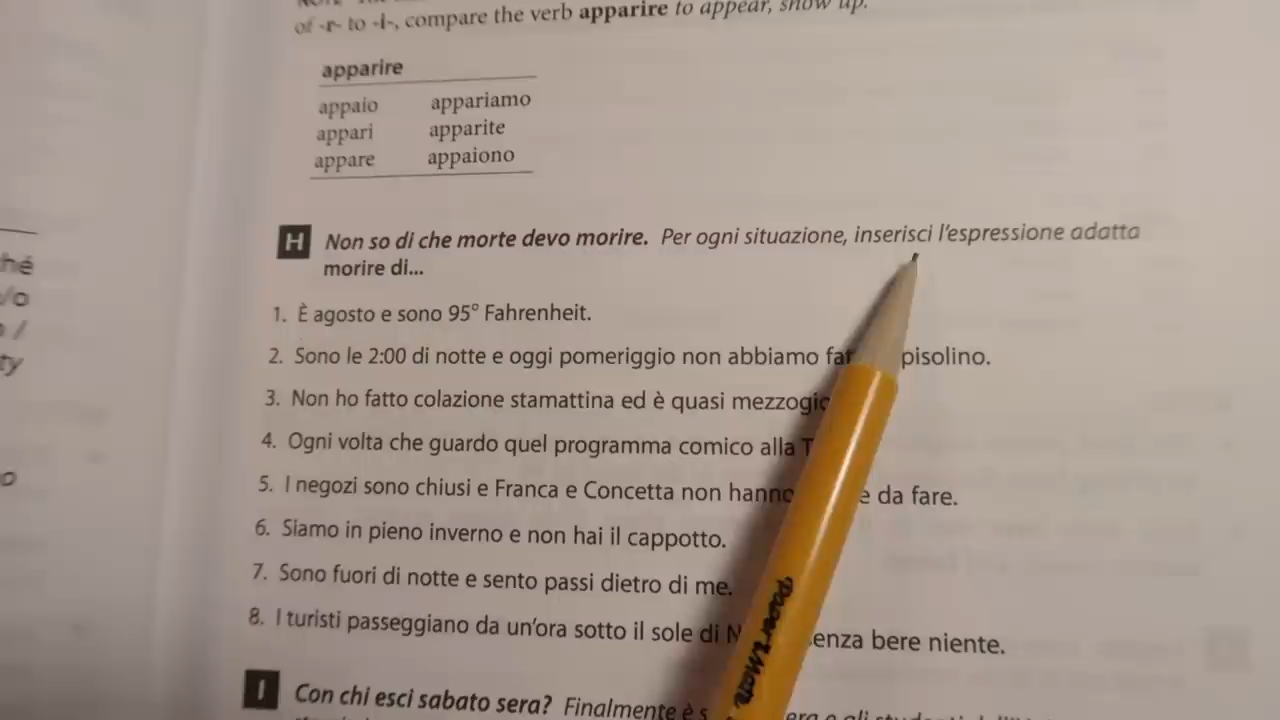 of -r- to -l-, compare the verb apparire to appear, show up.
apparire
appaio appariamo
appari apparite
appare appaiono
H Non so di che morte devo morire. Per ogni situazione, inserisci l'espressione adatta
morire di...
1. È agosto e sono 95° Fahrenheit.
2. Sono le 2:00 di notte e oggi pomeriggio non abbiamo pisolino.
3. Non ho fatto colazione stamattina ed è quasi
4. Ogni volta che guardo quel programma comico alla
5. I negozi sono chiusi e Franca e Concetta non da fare.
6. Siamo in pieno inverno e non hai il cappotto.
7. Sono fuori di notte e sento passi dietro di me.
8. I turisti passeggiano da un'ora sotto il sole di bere niente.
I Con chi esci sabato sera? Finalmente è
Paper Mate